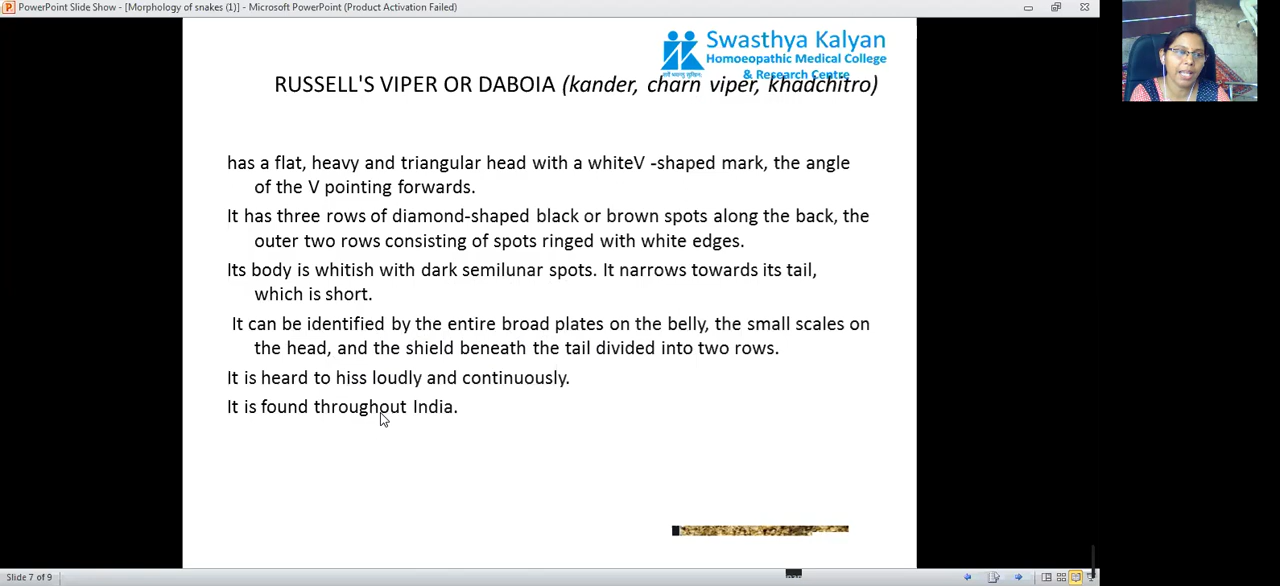 PowerPoint Slide Show - [Morphology of snakes (1)] - Microsoft PowerPoint (Product Activation Failed)
Swasthya Kalyan
Homoeopathic Medical College
& Research Centre
RUSSELL'S VIPER OR DABOIA (kander, charn viper, khadchitro)
has a flat, heavy and triangular head with a whiteV -shaped mark, the angle
of the V pointing forwards.
It has three rows of diamond-shaped black or brown spots along the back, the
outer two rows consisting of spots ringed with white edges.
Its body is whitish with dark semilunar spots. It narrows towards its tail,
which is short.
It can be identified by the entire broad plates on the belly, the small scales on
the head, and the shield beneath the tail divided into two rows.
It is heard to hiss loudly and continuously.
It is found throughout India.
Slide 7 of 9